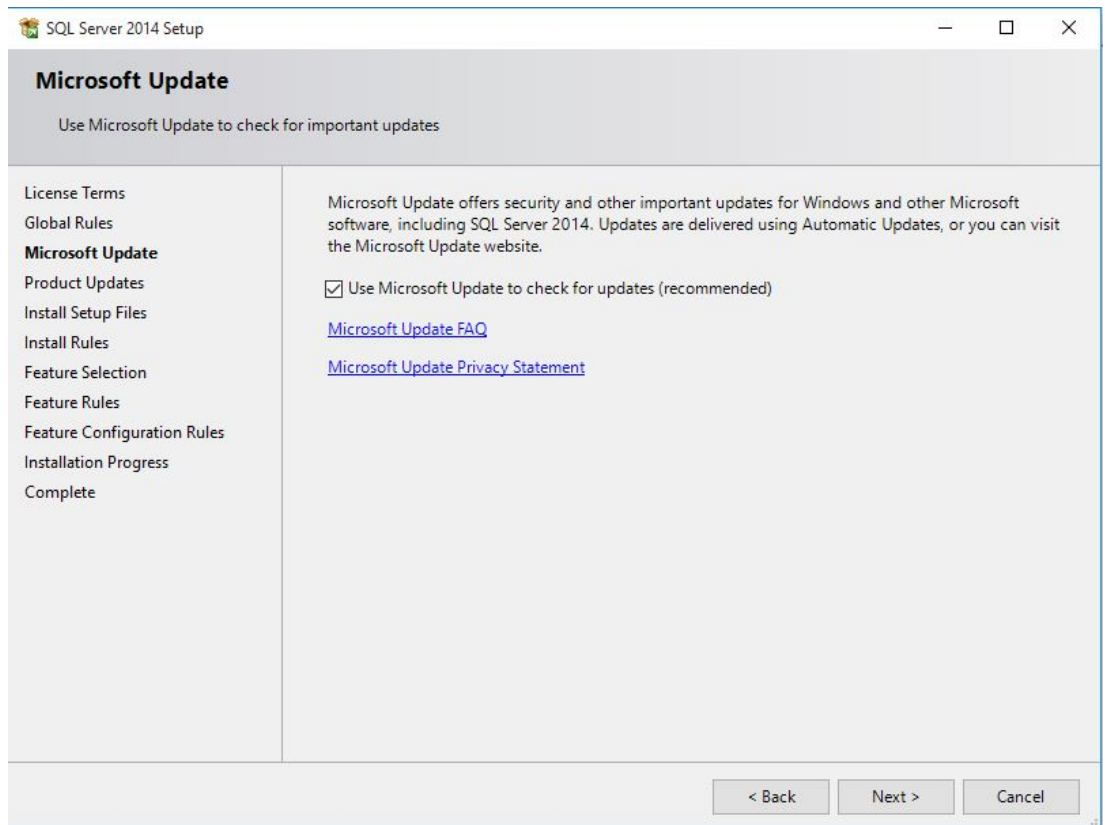 SQL Server 2014 Setup
Microsoft Update
Use Microsoft Update to check for important updates
License Terms
Global Rules
Microsoft Update
Product Updates
Install Setup Files
Install Rules
Feature Selection
Feature Rules
Feature Configuration Rules
Installation Progress
Complete
Microsoft Update offers security and other important updates for Windows and other Microsoft
software, including SQL Server 2014. Updates are delivered using Automatic Updates, or you can visit
the Microsoft Update website.
Use Microsoft Update to check for updates (recommended)
Microsoft Update FAQ
Microsoft Update Privacy Statement
< Back
Next >
Cancel